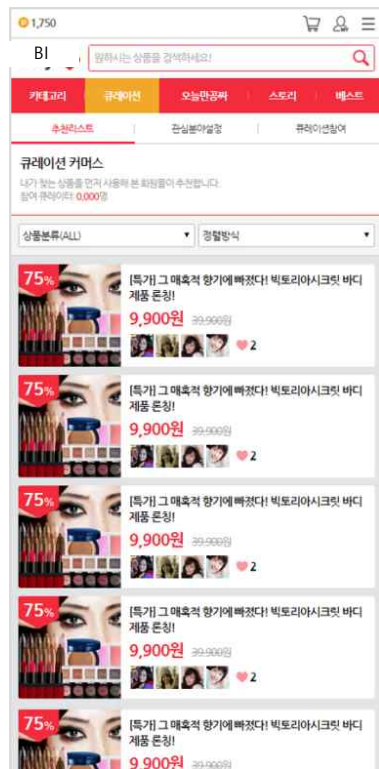 P 1,750
BI
원하시는 상품을 검색하세요!
카테고리 큐레이션 오늘만공짜 스토리 베스트
추천리스트 관심분야설정 큐레이션참여
큐레이션 커머스
내가 찾는 상품을 먼저 사용해 본 회원들이 추천합니다.
참여 큐레이터: 0,000명
상품분류(ALL) 정렬방식
75%
[특가] 그 매혹적 향기에 빠졌다! 빅토리아시크릿 바디
제품 론칭!
9,900원 39,900원
2
75%
[특가] 그 매혹적 향기에 빠졌다! 빅토리아시크릿 바디
제품 론칭!
9,900원 39,900원
2
75%
[특가] 그 매혹적 향기에 빠졌다! 빅토리아시크릿 바디
제품 론칭!
9,900원 39,900원
2
75%
[특가] 그 매혹적 향기에 빠졌다! 빅토리아시크릿 바디
제품 론칭!
9,900원 39,900원
2
75%
[특가] 그 매혹적 향기에 빠졌다! 빅토리아시크릿 바디
제품 론칭!
9,900원 39,900원